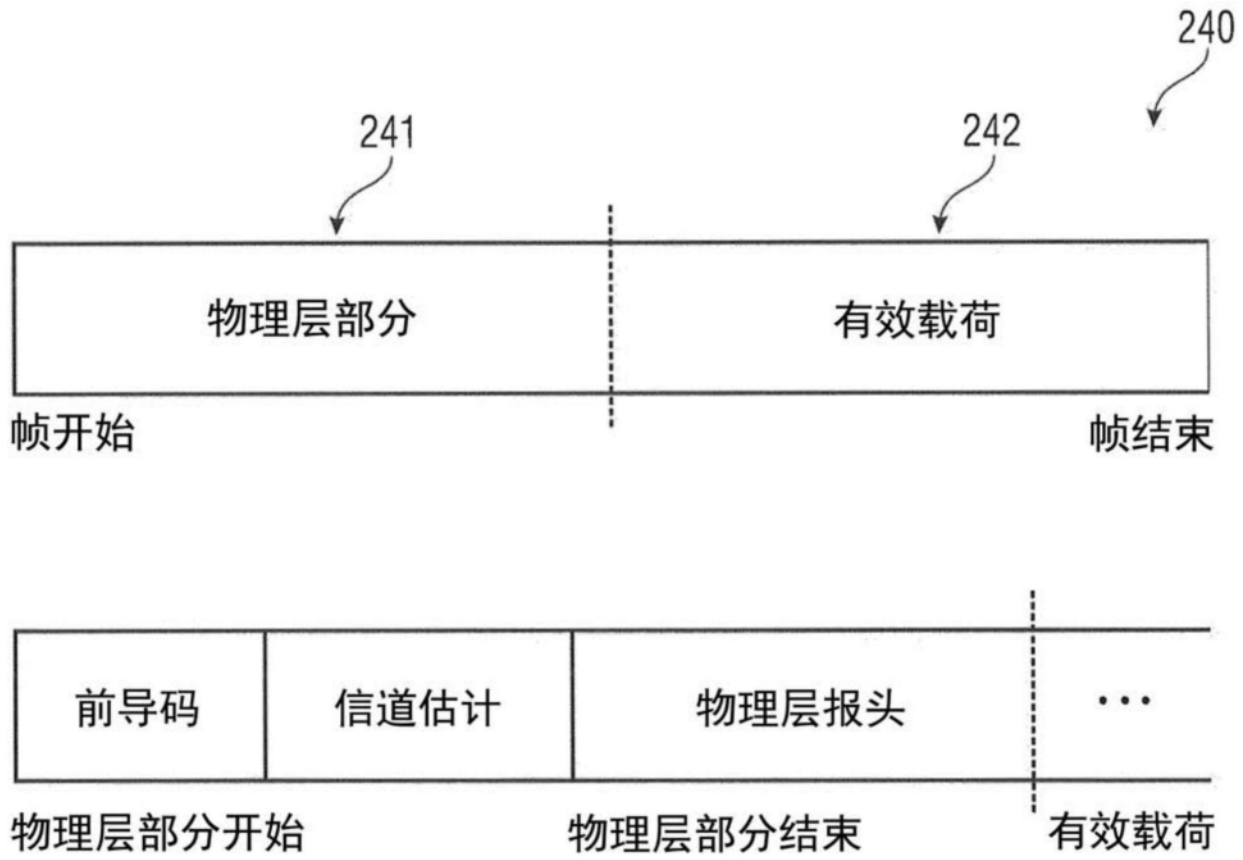 240
241
242
物理层部分
有效载荷
帧开始
帧结束
前导码
信道估计
物理层报头
...
物理层部分开始
物理层部分结束
有效载荷